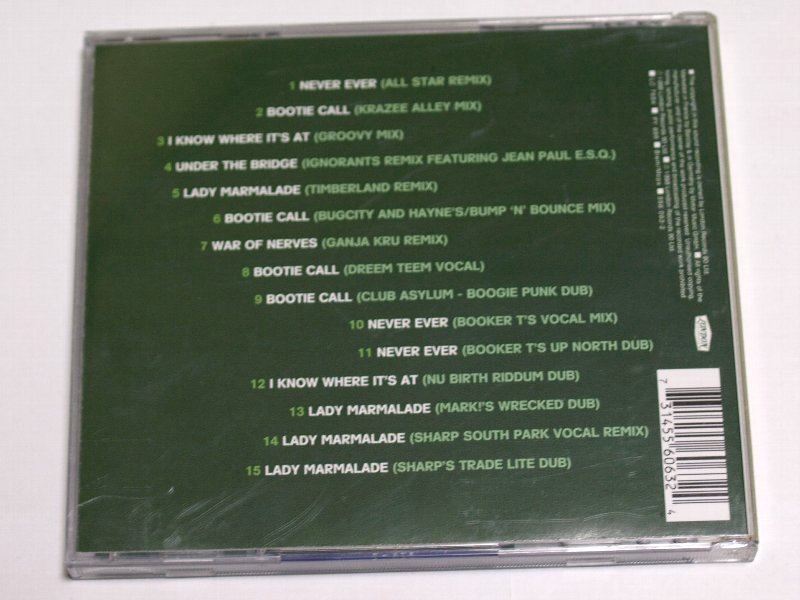 1 NEVER EVER (ALL STAR REMIX)
2 BOOTIE CALL (KRAZEE ALLEY MIX)
3 I KNOW WHERE IT'S AT (GROOVY MIX)
4 UNDER THE BRIDGE (IGNORANTS REMIX FEATURING JEAN PAUL E.S.Q.)
5 LADY MARMALADE (TIMBERLAND REMIX)
6 BOOTIE CALL (BUGCITY AND HAYNE'S/BUMP 'N' BOUNCE MIX)
7 WAR OF NERVES (GANJA KRU REMIX)
8 BOOTIE CALL (DREEM TEEM VOCAL)
9 BOOTIE CALL (CLUB ASYLUM - BOOGIE PUNK DUB)
10 NEVER EVER (BOOKER T'S VOCAL MIX)
11 NEVER EVER (BOOKER T'S UP NORTH DUB)
12 I KNOW WHERE IT'S AT (NU BIRTH RIDDUM DUB)
13 LADY MARMALADE (MARK!'S WRECKED DUB)
14 LADY MARMALADE (SHARP SOUTH PARK VOCAL REMIX)
15 LADY MARMALADE (SHARP'S TRADE LITE DUB)
LONDON
7 31455 60632 4